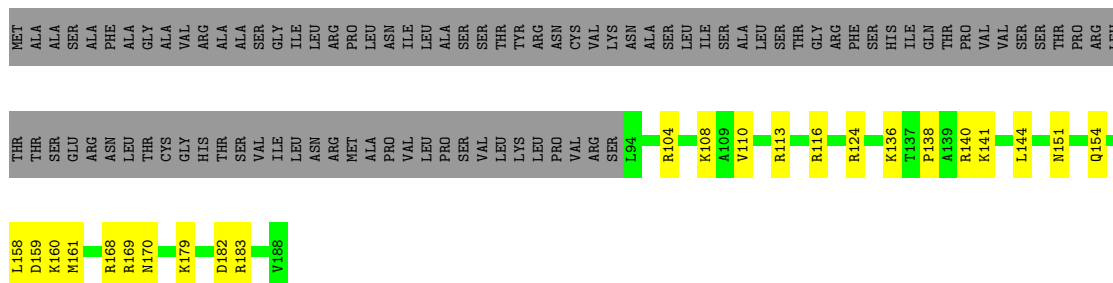 MET ALA ALA SER ALA PHE ALA GLY ALA VAL ARG ALA ALA SER GLY ILE LEU ARG PRO LEU ASN ILE LEU ALA SER SER THR TYR ARG ASN CYS VAL LYS ASN ALA SER LEU ILE SER ALA LEU SER THR GLY ARG PHE SER HIS ILE GLN THR PRO VAL VAL SER SER THR PRO ARG LEU
THR THR SER GLU ARG ASN LEU THR CYS GLY HIS THR SER VAL ILE LEU ASN ARG MET ALA PRO VAL LEU PRO SER VAL LEU LYS LEU PRO VAL ARG SER L94 R104 K108 A109 V110 R113 R116 R124 K136 T137 P138 A139 R140 K141 L144 N151 Q154
L158 D159 K160 M161 R168 R169 N170 K179 D182 R183 V188